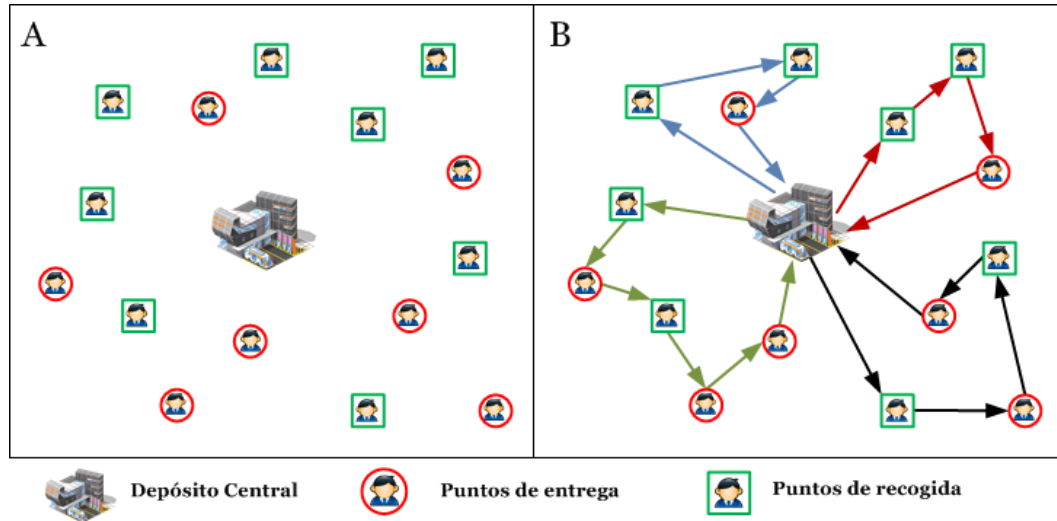 A
B
Depósito Central
Puntos de entrega
Puntos de recogida